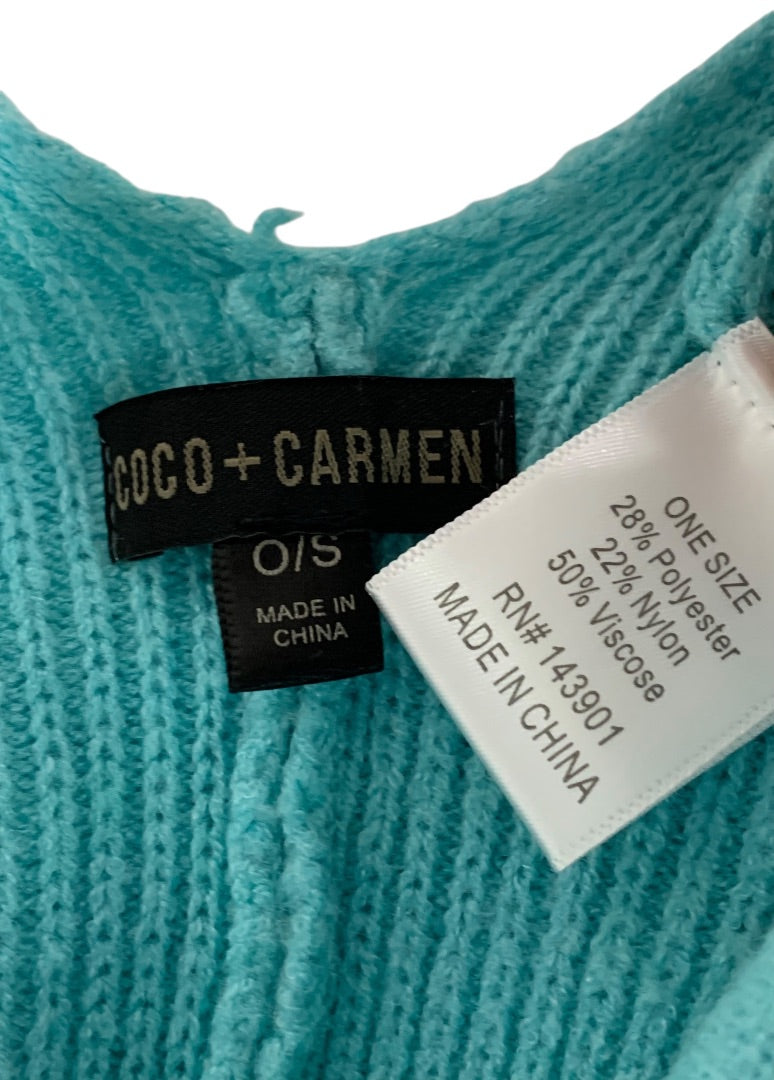 COCO + CARMEN
O/S
MADE IN
CHINA
ONE SIZE
28% Polyester
22% Nylon
50% Viscose
RN# 143901
MADE IN CHINA